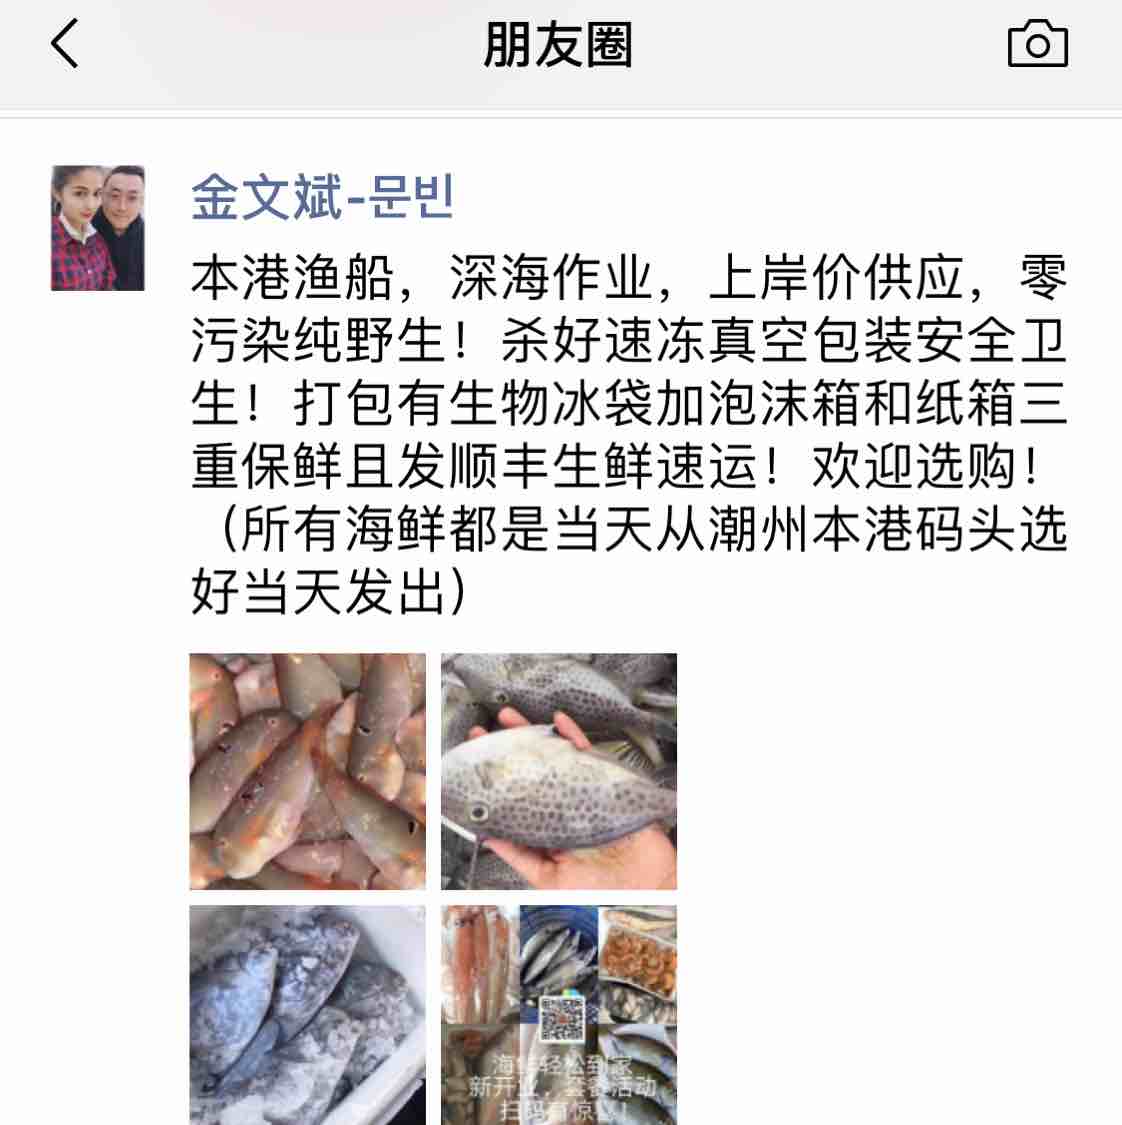 朋友圈
金文斌-문빈
本港渔船，深海作业，上岸价供应，零
污染纯野生！杀好速冻真空包装安全卫
生！打包有生物冰袋加泡沫箱和纸箱三
重保鲜且发顺丰生鲜速运！欢迎选购！
（所有海鲜都是当天从潮州本港码头选
好当天发出）
海鲜轻松到家
新开业，套餐活动
扫码有惊喜！